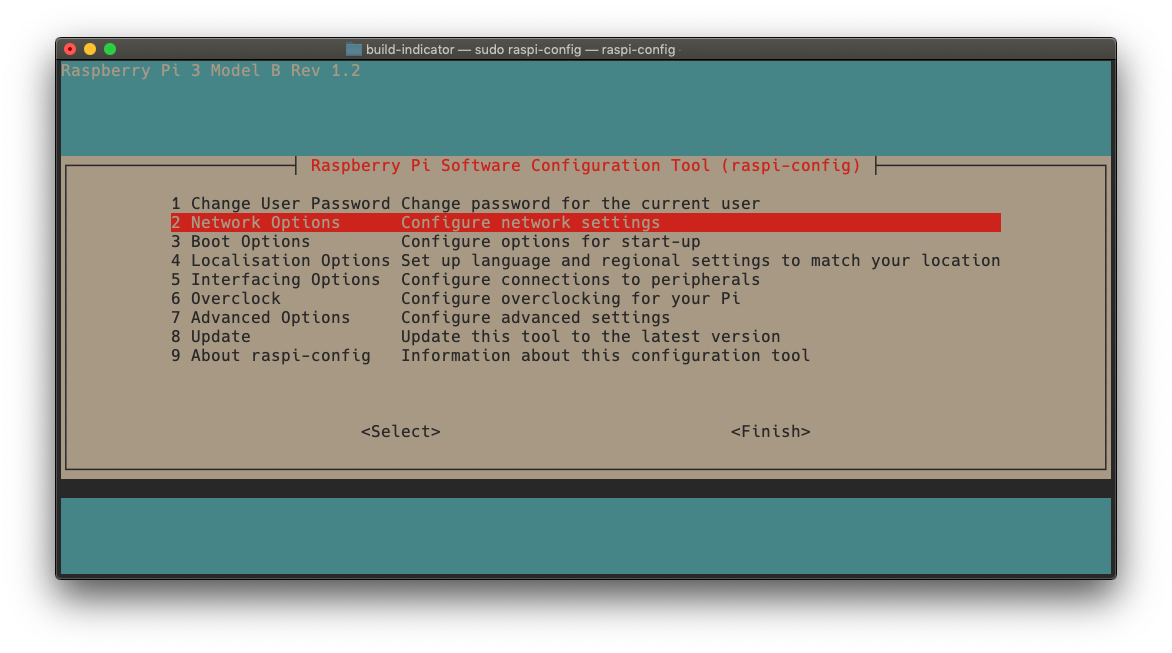 build-indicator — sudo raspi-config — raspi-config
Raspberry Pi 3 Model B Rev 1.2
Raspberry Pi Software Configuration Tool (raspi-config)
1 Change User Password Change password for the current user
2 Network Options Configure network settings
3 Boot Options Configure options for start-up
4 Localisation Options Set up language and regional settings to match your location
5 Interfacing Options Configure connections to peripherals
6 Overclock Configure overclocking for your Pi
7 Advanced Options Configure advanced settings
8 Update Update this tool to the latest version
9 About raspi-config Information about this configuration tool
<Select> <Finish>